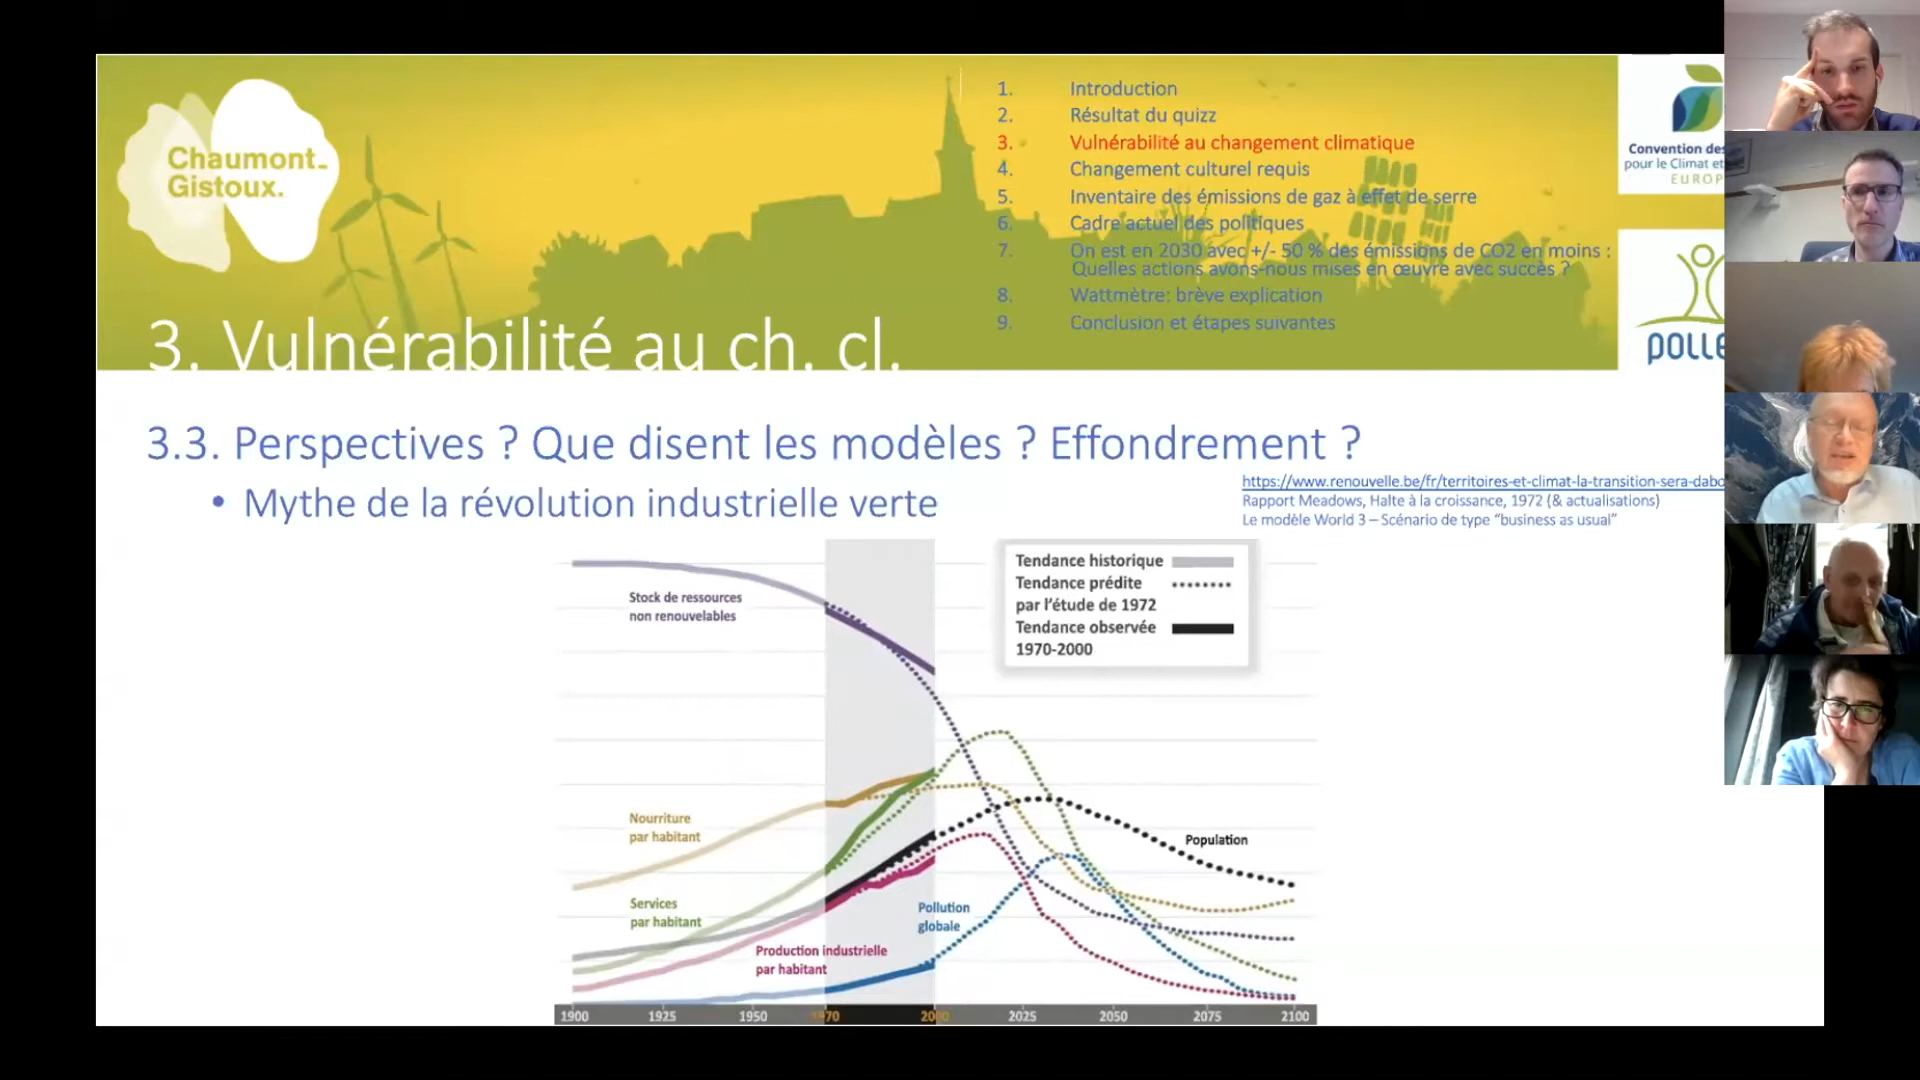 Chaumont_
Gistoux.
1. Introduction
2. Résultat du quizz
3. Vulnérabilité au changement climatique
4. Changement culturel requis
5. Inventaire des émissions de gaz à effet de serre
6. Cadre actuel des politiques
7. On est en 2030 avec +/- 50 % des émissions de CO2 en moins :
Quelles actions avons-nous mises en œuvre avec succès ?
8. Wattmètre: brève explication
9. Conclusion et étapes suivantes
Convention des
pour le Climat et
EUROP
POLLE
3. Vulnérabilité au ch. cl.
3.3. Perspectives ? Que disent les modèles ? Effondrement ?
• Mythe de la révolution industrielle verte
https://www.renouvelle.be/fr/territoires-et-climat-la-transition-sera-dabo
Rapport Meadows, Halte à la croissance, 1972 (& actualisations)
Le modèle World 3 – Scénario de type “business as usual”
Tendance historique
Tendance prédite
par l’étude de 1972
Tendance observée
1970-2000
Stock de ressources
non renouvelables
Nourriture
par habitant
Services
par habitant
Production industrielle
par habitant
Pollution
globale
Population
1900 1925 1950 1970 2000 2025 2050 2075 2100